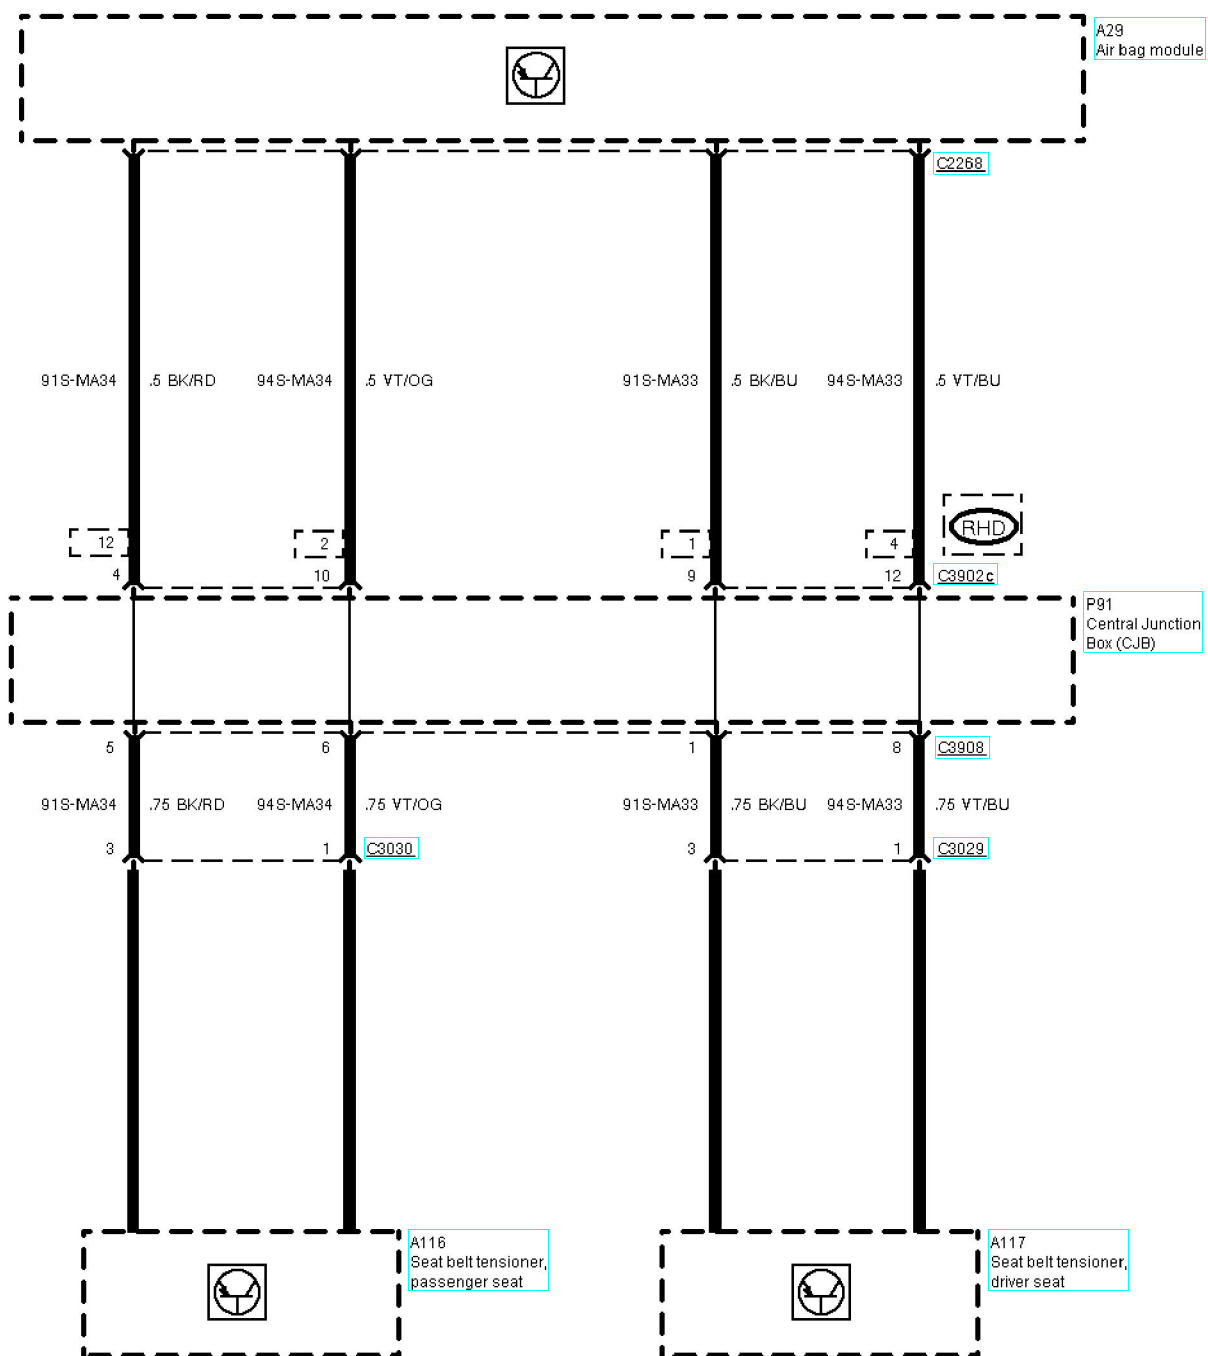 A29
Air bag module
C2268
91S-MA34 .5 BK/RD 94S-MA34 .5 VT/OG 91S-MA33 .5 BK/BU 94S-MA33 .5 VT/BU
RHD
12 2 1 4
4 10 9 12 C3902c
P91
Central Junction
Box (CJB)
5 6 1 8 C3908
91S-MA34 .75 BK/RD 94S-MA34 .75 VT/OG 91S-MA33 .75 BK/BU 94S-MA33 .75 VT/BU
3 1 C3030 3 1 C3029
A116
Seat belt tensioner,
passenger seat
A117
Seat belt tensioner,
driver seat